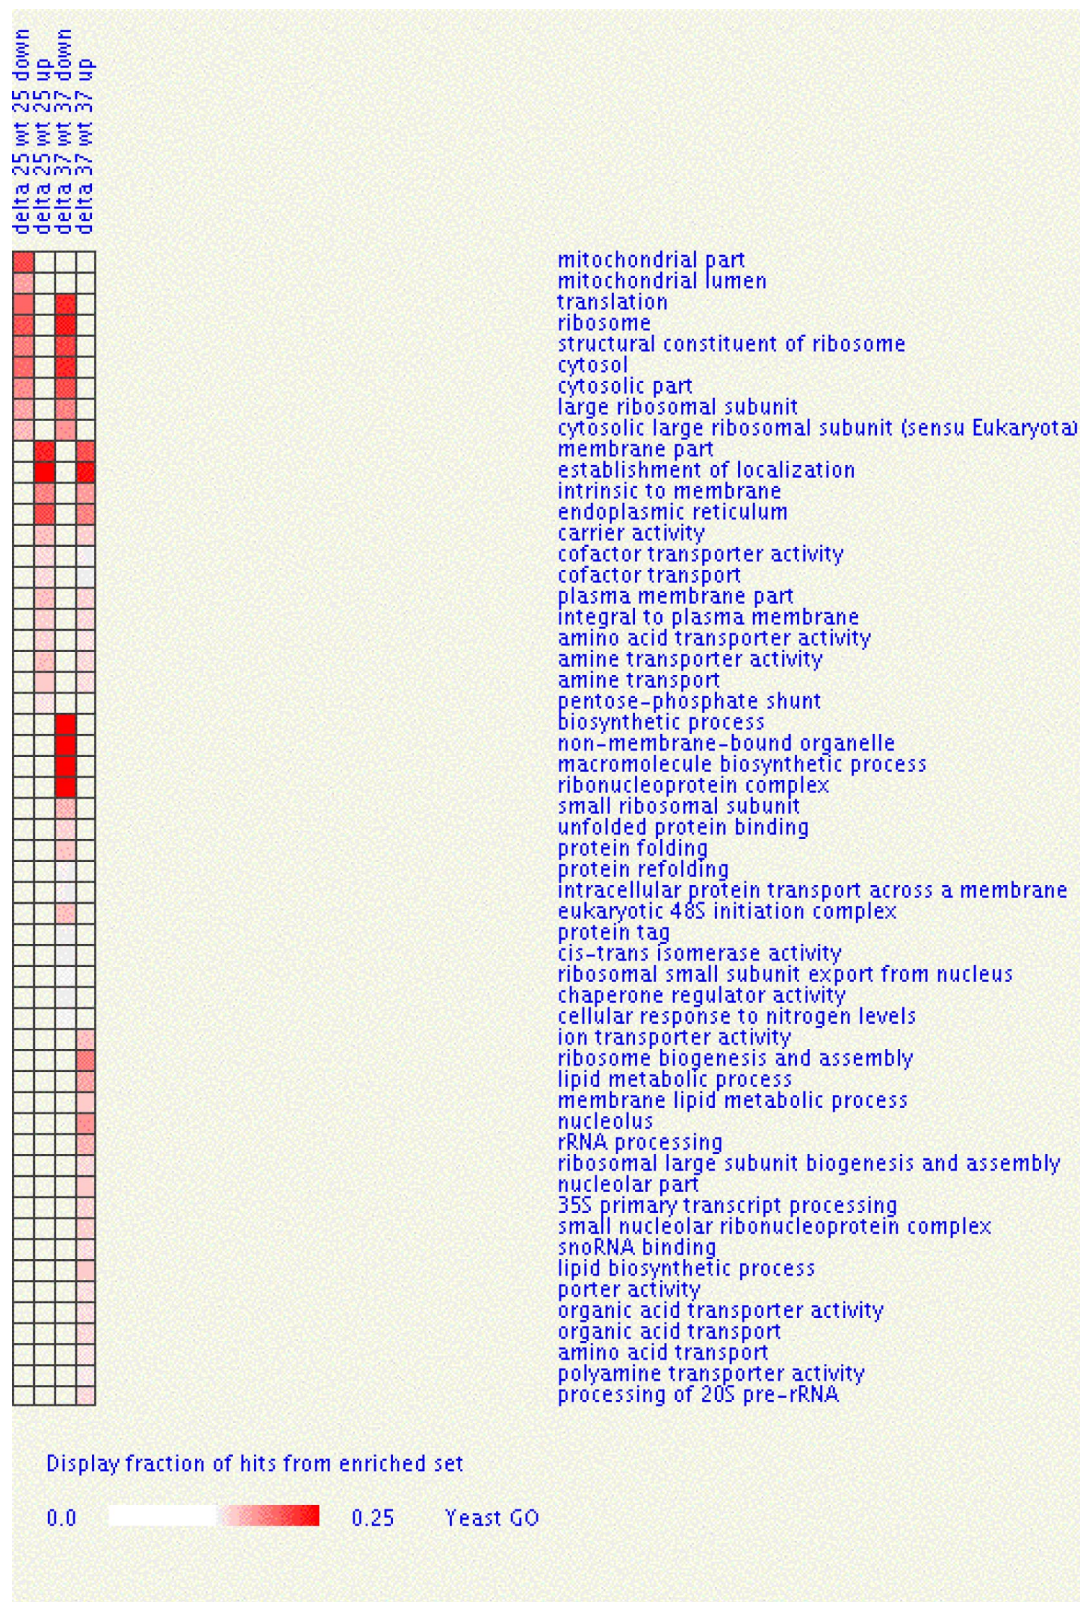 delta 25 wt 25 down
delta 25 wt 25 up
delta 37 wt 37 down
delta 37 wt 37 up
mitochondrial part
mitochondrial lumen
translation
ribosome
structural constituent of ribosome
cytosol
cytosolic part
large ribosomal subunit
cytosolic large ribosomal subunit (sensu Eukaryota)
membrane part
establishment of localization
intrinsic to membrane
endoplasmic reticulum
carrier activity
cofactor transporter activity
cofactor transport
plasma membrane part
integral to plasma membrane
amino acid transporter activity
amine transporter activity
amine transport
pentose-phosphate shunt
biosynthetic process
non-membrane-bound organelle
macromolecule biosynthetic process
ribonucleoprotein complex
small ribosomal subunit
unfolded protein binding
protein folding
protein refolding
intracellular protein transport across a membrane
eukaryotic 48S initiation complex
protein tag
cis-trans isomerase activity
ribosomal small subunit export from nucleus
chaperone regulator activity
cellular response to nitrogen levels
ion transporter activity
ribosome biogenesis and assembly
lipid metabolic process
membrane lipid metabolic process
nucleolus
rRNA processing
ribosomal large subunit biogenesis and assembly
nucleolar part
35S primary transcript processing
small nucleolar ribonucleoprotein complex
snoRNA binding
lipid biosynthetic process
porter activity
organic acid transporter activity
organic acid transport
amino acid transport
polyamine transporter activity
processing of 20S pre-rRNA
Display fraction of hits from enriched set
0.0 0.25 Yeast GO